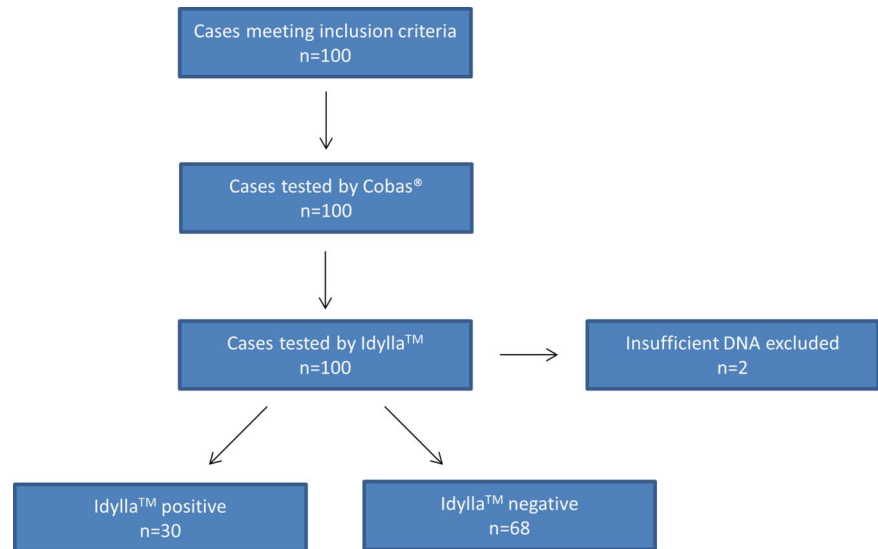 Cases meeting inclusion criteria
n=100
Cases tested by Cobas®
n=100
Cases tested by Idylla™
n=100
Insufficient DNA excluded
n=2
Idylla™ positive
n=30
Idylla™ negative
n=68